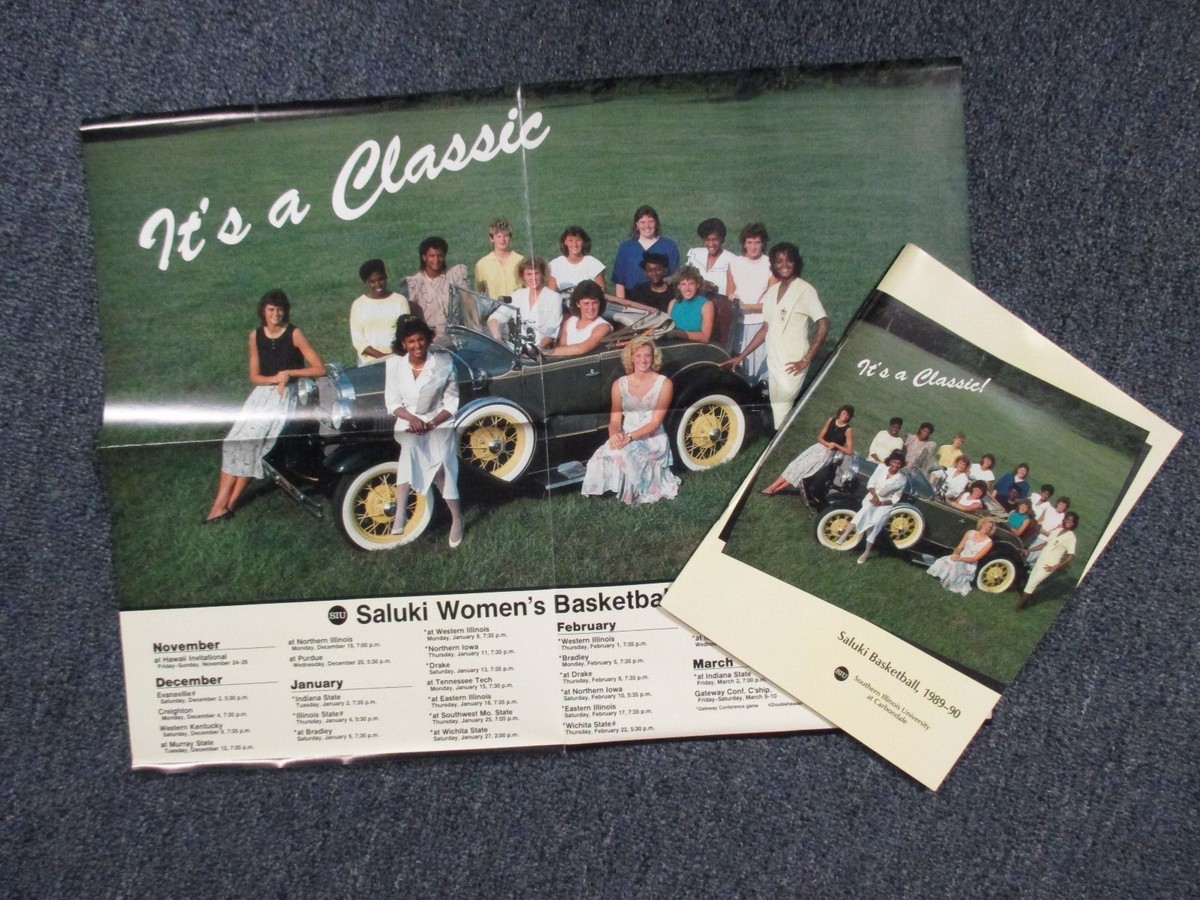 It's a Classic
SIU Saluki Women's Basketba
November
at Hawaii Invitational
Friday-Sunday, November 24-26
December
Evansville#
Saturday, December 2, 5:30 p.m.
Creighton
Monday, December 4, 7:35 p.m.
Western Kentucky
Saturday, December 9, 7:35 p.m.
at Murray State
Tuesday, December 12, 7:35 p.m.
at Northern Illinois
Monday, December 18, 7:00 p.m.
at Purdue
Wednesday, December 20, 5:30 p.m.
January
*Indiana State
Tuesday, January 2, 7:35 p.m.
*Illinois State#
Thursday, January 4, 5:30 p.m.
*at Bradley
Saturday, January 6, 7:35 p.m.
*at Western Illinois
Monday, January 8, 7:35 p.m.
*Northern Iowa
Thursday, January 11, 7:35 p.m.
*Drake
Saturday, January 13, 7:35 p.m.
at Tennessee Tech
Monday, January 15, 7:30 p.m.
*at Eastern Illinois
Thursday, January 18, 7:35 p.m.
*at Southwest Mo. State
Thursday, January 25, 7:05 p.m.
*at Wichita State
Saturday, January 27, 2:00 p.m.
February
*Western Illinois
Thursday, February 1, 7:35 p.m.
*Bradley
Monday, February 5, 7:35 p.m.
*at Drake
Thursday, February 8, 7:35 p.m.
*at Northern Iowa
Saturday, February 10, 5:35 p.m.
*Eastern Illinois
Saturday, February 17, 7:35 p.m.
*Wichita State#
Thursday, February 22, 5:30 p.m.
March
*at Indiana State
Friday, March 2, 7:00 p.m.
Gateway Conf. C'ship.
Friday-Saturday, March 9-10
*Gateway Conference game
It's a Classic!
Saluki Basketball, 1989-90
SIU Southern Illinois University
at Carbondale